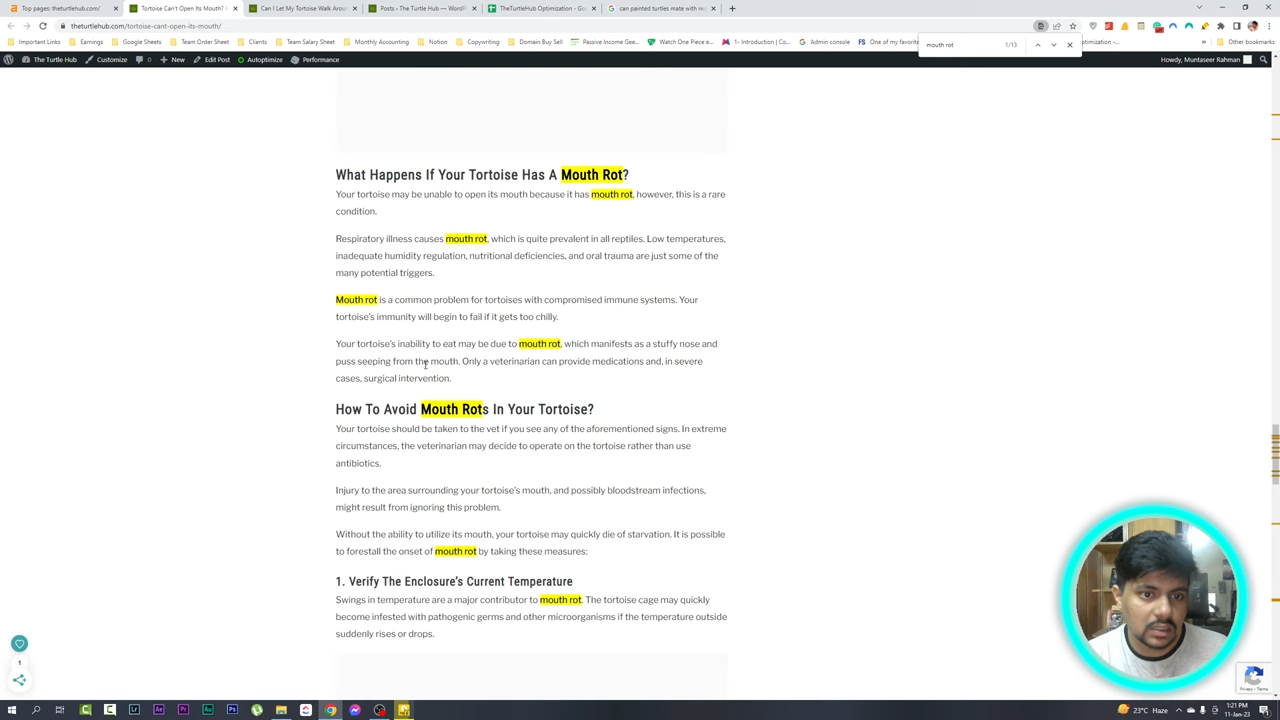 Top pages: theturtlehub.com/
Tortoise Can't Open Its Mouth?
Can I Let My Tortoise Walk Aroun
Posts ‹ The Turtle Hub — WordPr
TheTurtleHub Optimization - Go
can painted turtles mate with re
theturtlehub.com/tortoise-cant-open-its-mouth/
Important Links
Earnings
Google Sheets
Team Order Sheet
Clients
Team Salary Sheet
Monthly Accounting
Notion
Writing
Domain Buy Sell
Passive Income Gee...
Watch One Piece e...
1- Introduction | Co...
Admin console
One of my favorite
mouth rot
1/13
Other bookmarks
The Turtle Hub
Customize
0
New
Edit Post
Autoptimize
Performance
Howdy, Muntaseer Rahman
What Happens If Your Tortoise Has A Mouth Rot?
Your tortoise may be unable to open its mouth because it has mouth rot, however, this is a rare
condition.
Respiratory illness causes mouth rot, which is quite prevalent in all reptiles. Low temperatures,
inadequate humidity regulation, nutritional deficiencies, and oral trauma are just some of the
many potential triggers.
Mouth rot is a common problem for tortoises with compromised immune systems. Your
tortoise's immunity will begin to fail if it gets too chilly.
Your tortoise's inability to eat may be due to mouth rot, which manifests as a stuffy nose and
puss seeping from the mouth. Only a veterinarian can provide medications and, in severe
cases, surgical intervention.
How To Avoid Mouth Rots In Your Tortoise?
Your tortoise should be taken to the vet if you see any of the aforementioned signs. In extreme
circumstances, the veterinarian may decide to operate on the tortoise rather than use
antibiotics.
Injury to the area surrounding your tortoise's mouth, and possibly bloodstream infections,
might result from ignoring this problem.
Without the ability to utilize its mouth, your tortoise may quickly die of starvation. It is possible
to forestall the onset of mouth rot by taking these measures:
1. Verify The Enclosure's Current Temperature
Swings in temperature are a major contributor to mouth rot. The tortoise cage may quickly
become infested with pathogenic germs and other microorganisms if the temperature outside
suddenly rises or drops.
1
Privacy - Terms
23°C Haze
1:21 PM
11-Jan-23